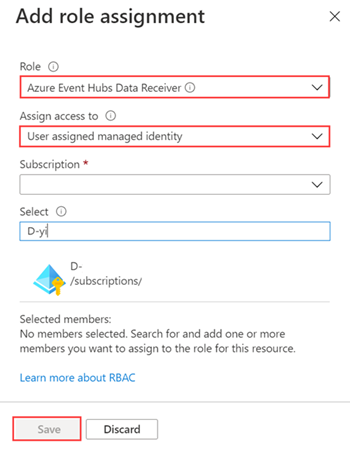 Add role assignment
Role
Azure Event Hubs Data Receiver
Assign access to
User assigned managed identity
Subscription *
Select
D-yi
D-
/subscriptions/
Selected members:
No members selected. Search for and add one or more
members you want to assign to the role for this resource.
Learn more about RBAC
Save
Discard